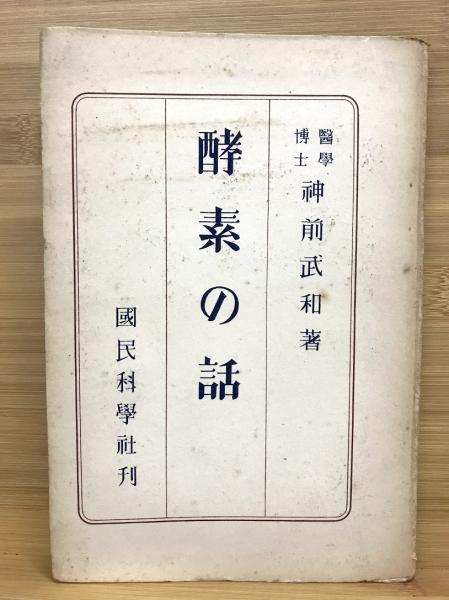 醫學博士 神前武和著
酵素の話
國民科學社刊